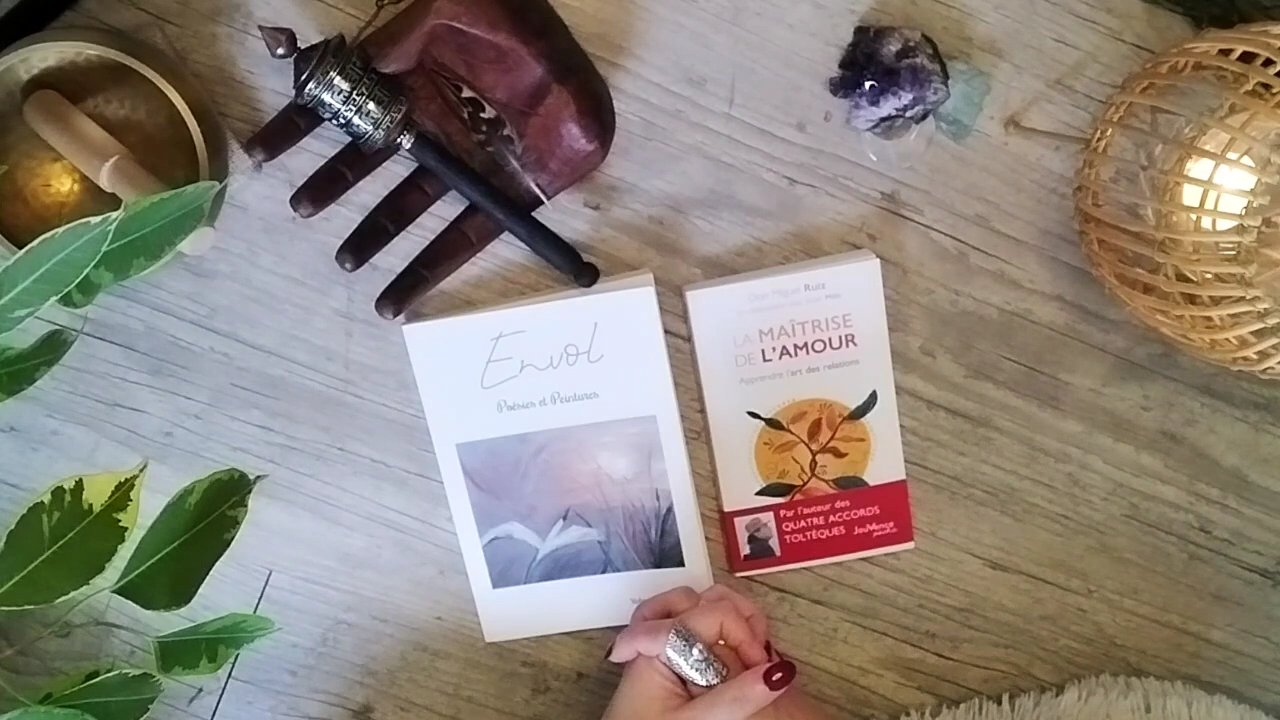 Envol
Poésies et Peintures
Don Miguel Ruiz
LA MAÎTRISE
DE L'AMOUR
Apprendre l'art des relations
Par l'auteur des
QUATRE ACCORDS
TOLTÈQUES
Jouvence
poche